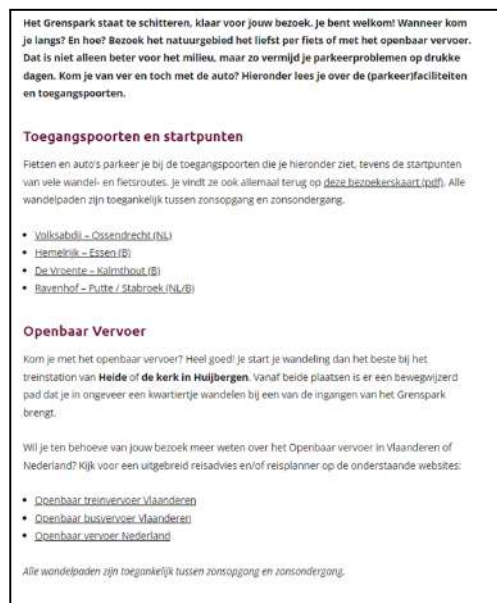 Het Grenspark staat te schitteren, klaar voor jouw bezoek. Je bent welkom! Wanneer kom
je langs? En hoe? Bezoek het natuurgebied het liefst per fiets of met het openbaar vervoer.
Dat is niet alleen beter voor het milieu, maar zo vermijd je parkeerproblemen op drukke
dagen. Kom je van ver en toch met de auto? Hieronder lees je over de (parkeer)faciliteiten
en toegangspoorten.
Toegangspoorten en startpunten
Fietsen en auto's parkeer je bij de toegangspoorten die je hieronder ziet, tevens de startpunten
van vele wandel- en fietsroutes. Je vindt ze ook allemaal terug op deze bezoekerskaart (pdf). Alle
wandelpaden zijn toegankelijk tussen zonsopgang en zonsondergang.
• Volksabdij – Ossendrecht (NL)
• Hemelrijk – Essen (B)
• De Vroente – Kalmthout (B)
• Ravenhof – Putte / Stabroek (NL/B)
Openbaar Vervoer
Kom je met het openbaar vervoer? Heel goed! Je start je wandeling dan het beste bij het
treinstation van Heide of de kerk in Huijbergen. Vanaf beide plaatsen is er een bewegwijzerd
pad dat je in ongeveer een kwartiertje wandelen bij een van de ingangen van het Grenspark
brengt.
Wil je ten behoeve van jouw bezoek meer weten over het Openbaar vervoer in Vlaanderen of
Nederland? Kijk voor een uitgebreid reisadvies en/of reisplanner op de onderstaande websites:
• Openbaar treinvervoer Vlaanderen
• Openbaar busvervoer Vlaanderen
• Openbaar vervoer Nederland
Alle wandelpaden zijn toegankelijk tussen zonsopgang en zonsondergang.